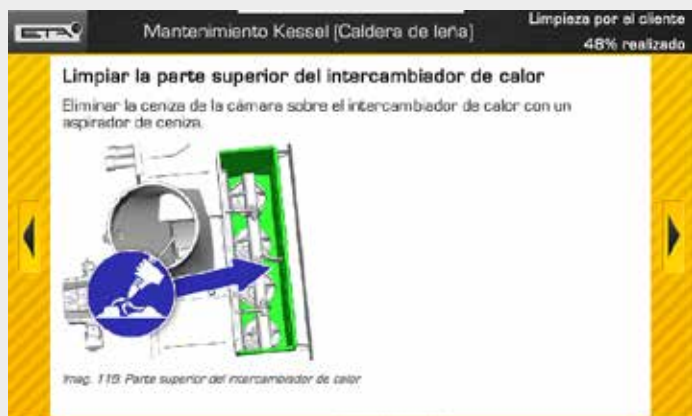 ETA
Mantenimiento Kessel [Caldera de leña]
Limpieza por el cliente
48% realizado
Limpiar la parte superior del intercambiador de calor
Eliminar la ceniza de la cámara sobre el intercambiador de calor con un
aspirador de ceniza.
Imag. 119: Parte superior del intercambiador de calor